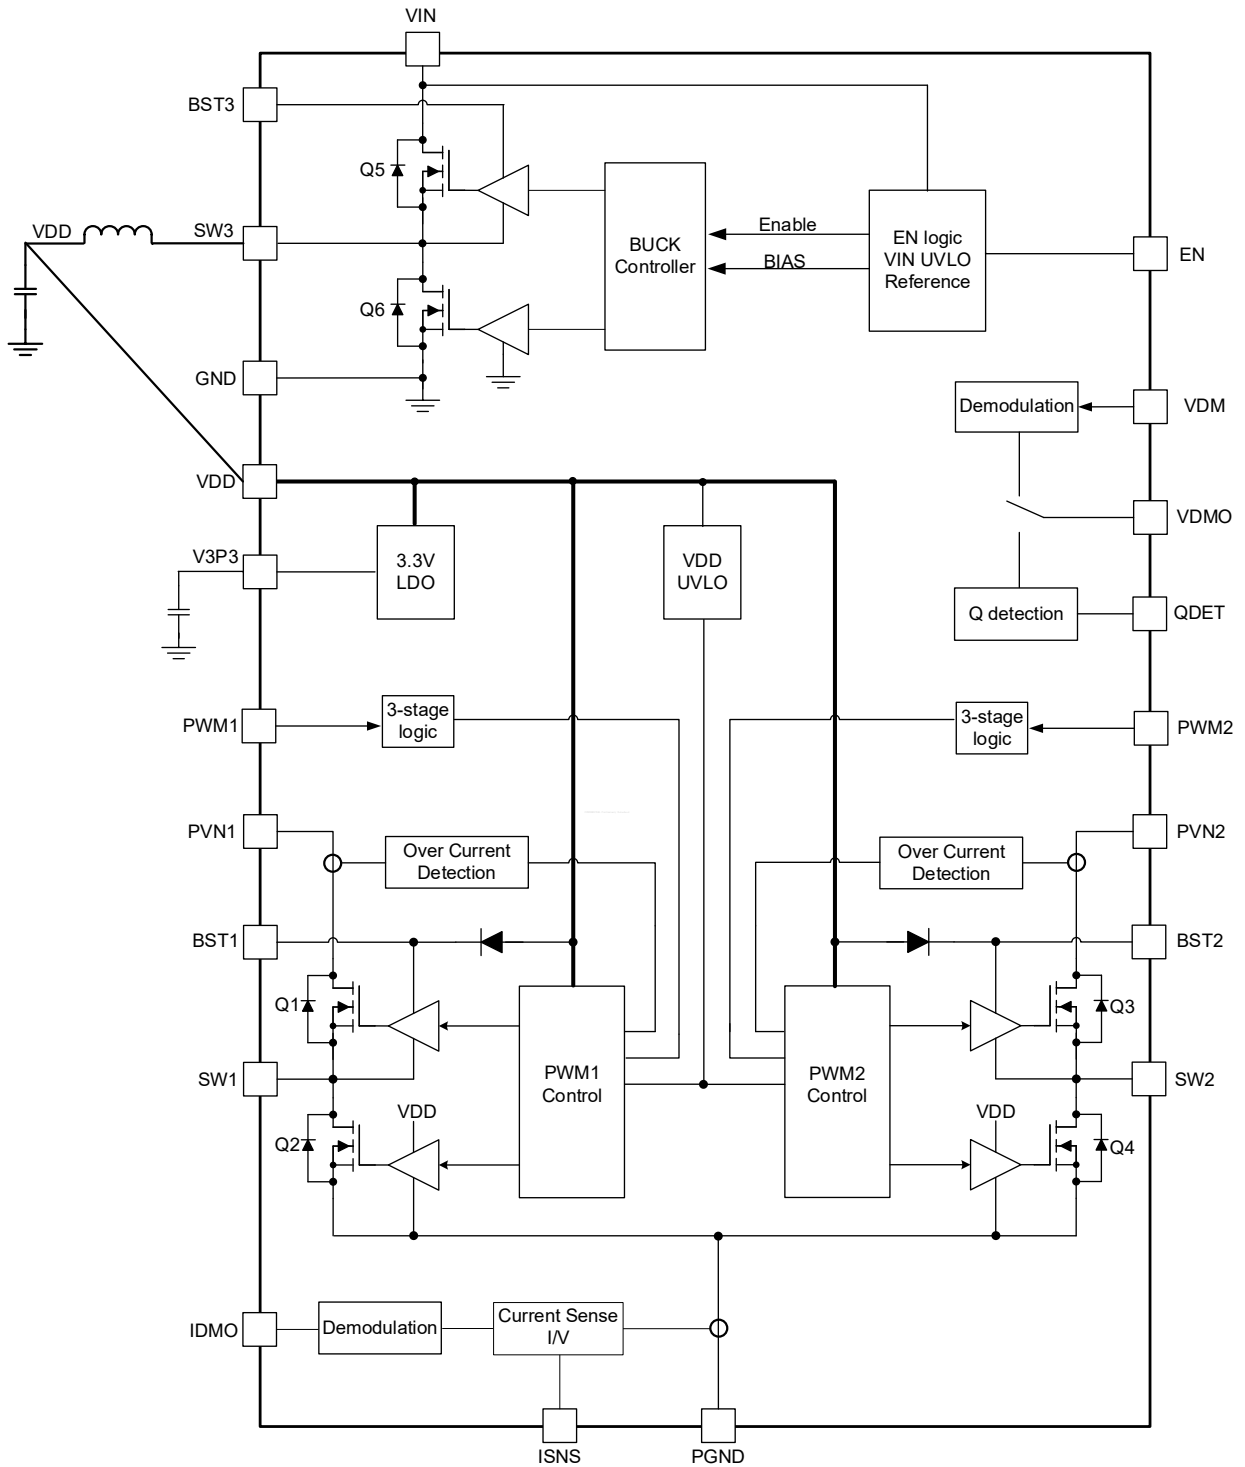 VIN
BST3
Q5
VDD
SW3
BUCK
Controller
Enable
BIAS
EN logic
VIN UVLO
Reference
EN
Q6
GND
Demodulation
VDM
VDD
VDMO
V3P3
3.3V
LDO
VDD
UVLO
Q detection
QDET
PWM1
3-stage
logic
3-stage
logic
PWM2
PVN1
Over Current
Detection
Over Current
Detection
PVN2
BST1
BST2
Q1
Q3
SW1
PWM1
Control
PWM2
Control
SW2
VDD
VDD
Q2
Q4
IDMO
Demodulation
Current Sense
I/V
ISNS
PGND